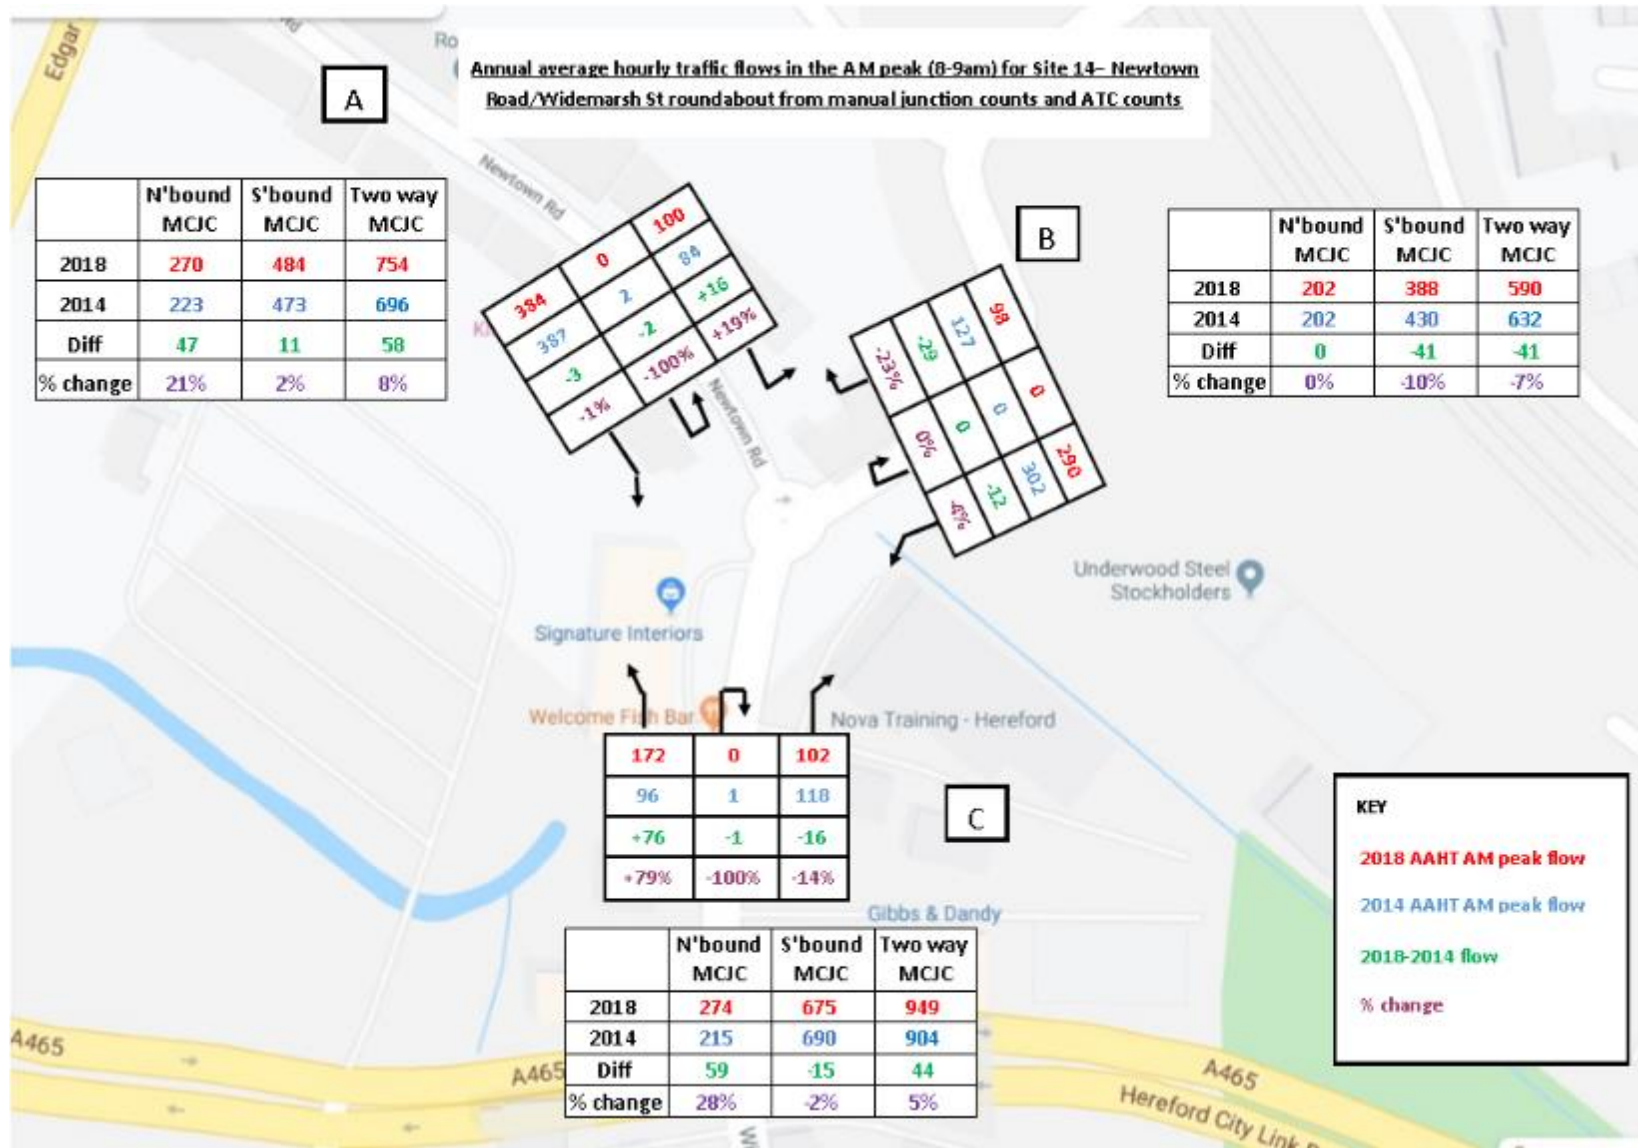 Edgar
Rd
Ro
Annual average hourly traffic flows in the AM peak (8-9am) for Site 14– Newtown
Road/Widemarsh St roundabout from manual junction counts and ATC counts
A
Newtown Rd
N'bound MCJC S'bound MCJC Two way MCJC
2018 270 484 754
2014 223 473 696
Diff 47 11 58
% change 21% 2% 8%
384 0 100
387 2 84
-3 -2 +16
-1% -100% +19%
Newtown Rd
B
-23% -29 127 98
0% 0 0 0
-4% -12 302 290
N'bound MCJC S'bound MCJC Two way MCJC
2018 202 388 590
2014 202 430 632
Diff 0 -41 -41
% change 0% -10% -7%
Underwood Steel
Stockholders
Signature Interiors
Welcome Fish Bar
Nova Training - Hereford
172 0 102
96 1 118
+76 -1 -16
+79% -100% -14%
C
Gibbs & Dandy
N'bound MCJC S'bound MCJC Two way MCJC
2018 274 675 949
2014 215 690 904
Diff 59 -15 44
% change 28% -2% 5%
KEY
2018 AAHT AM peak flow
2014 AAHT AM peak flow
2018-2014 flow
% change
A465
A465
A465
Hereford City Link